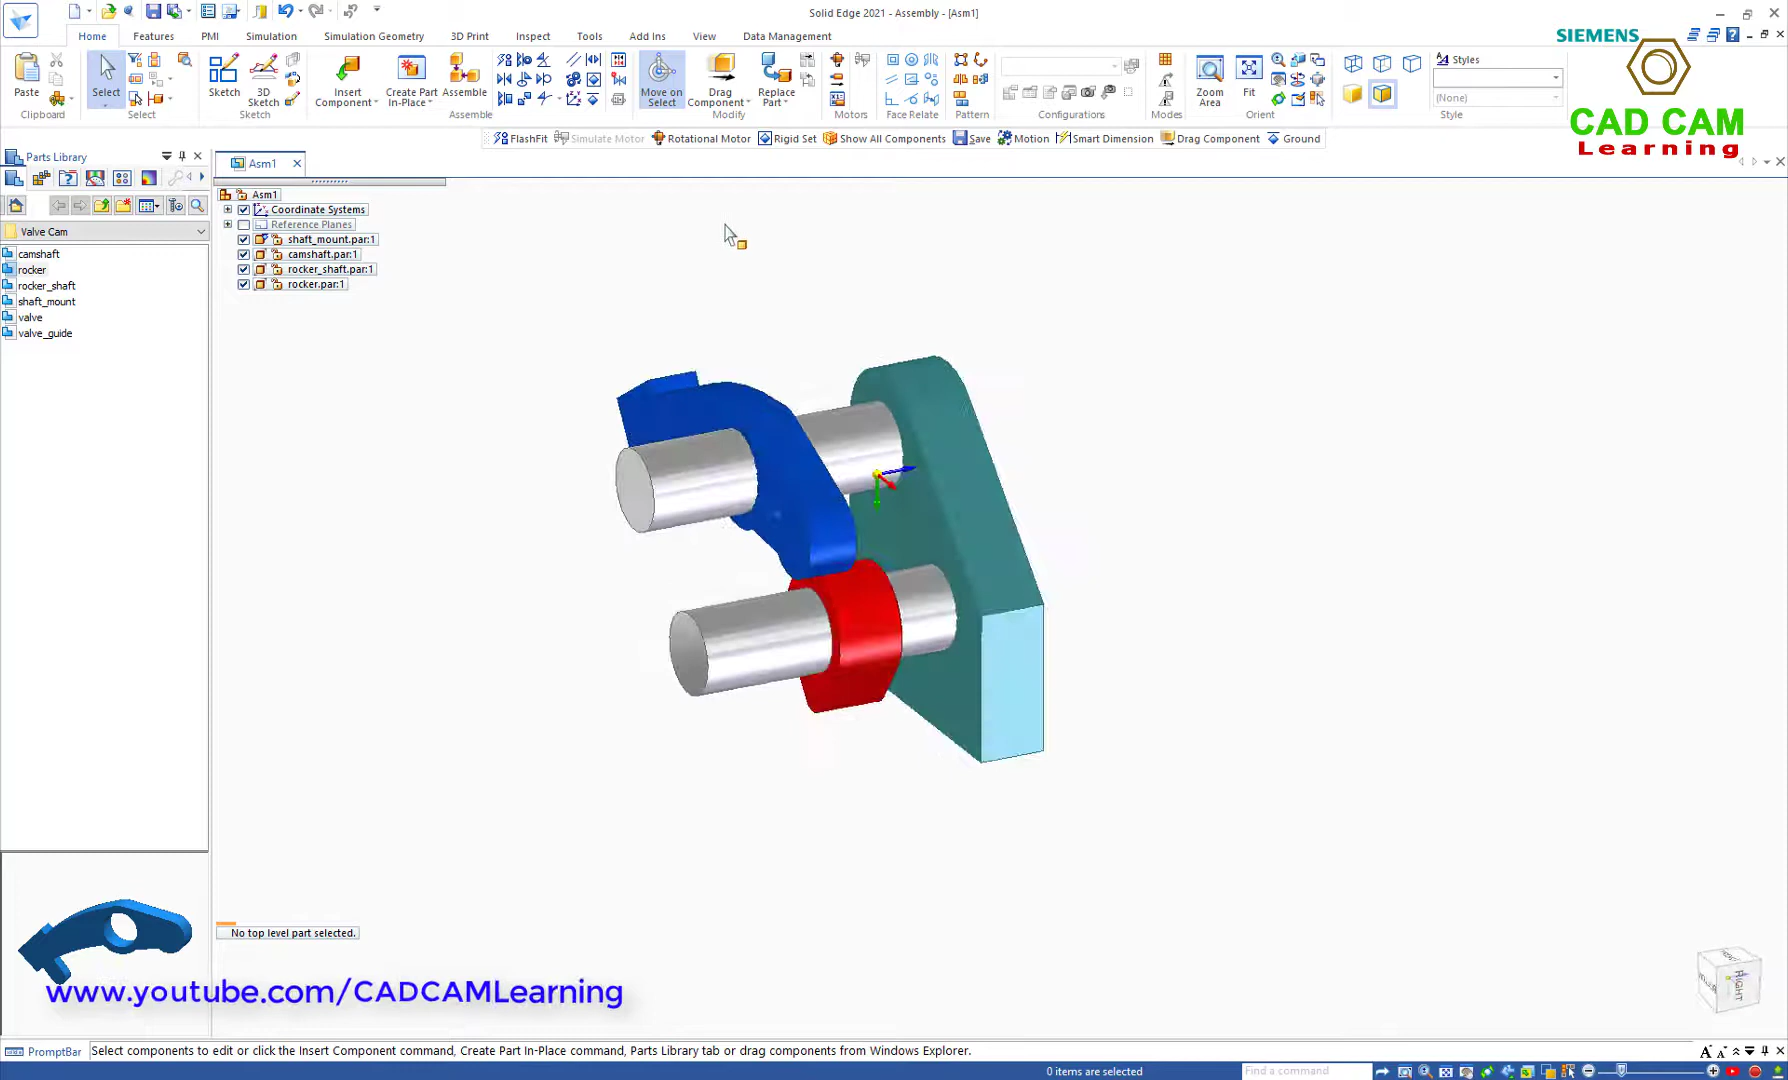 Solid Edge 2021 - Assembly - [Asm1]
Home
Features
PMI
Simulation
Simulation Geometry
3D Print
Inspect
Tools
Add Ins
View
Data Management
SIEMENS
CAD CAM
Learning
Paste
Clipboard
Select
Select
Sketch
3D
Sketch
Sketch
Insert
Component
Create Part
In-Place
Assemble
Assemble
Move on
Select
Drag
Component
Replace
Part
Modify
Motors
Face Relate
Pattern
Configurations
Modes
Zoom
Area
Fit
Orient
Styles
(None)
Style
FlashFit
Simulate Motor
Rotational Motor
Rigid Set
Show All Components
Save
Motion
Smart Dimension
Drag Component
Ground
Parts Library
Asm1
Valve Cam
camshaft
rocker
rocker_shaft
shaft_mount
valve
valve_guide
Asm1
Coordinate Systems
Reference Planes
shaft_mount.par:1
camshaft.par:1
rocker_shaft.par:1
rocker.par:1
No top level part selected.
www.youtube.com/CADCAMLearning
RIGHT
PromptBar
Select components to edit or click the Insert Component command, Create Part In-Place command, Parts Library tab or drag components from Windows Explorer.
0 items are selected
Find a command